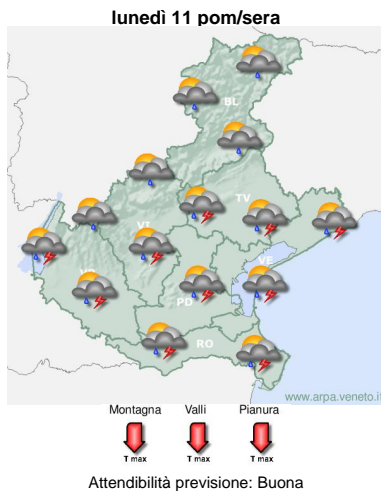 lunedì 11 pom/sera
BL
TV
VI
VE
PD
RO
www.arpa.veneto.it
Montagna Valli Pianura
T max T max T max
Attendibilità previsione: Buona